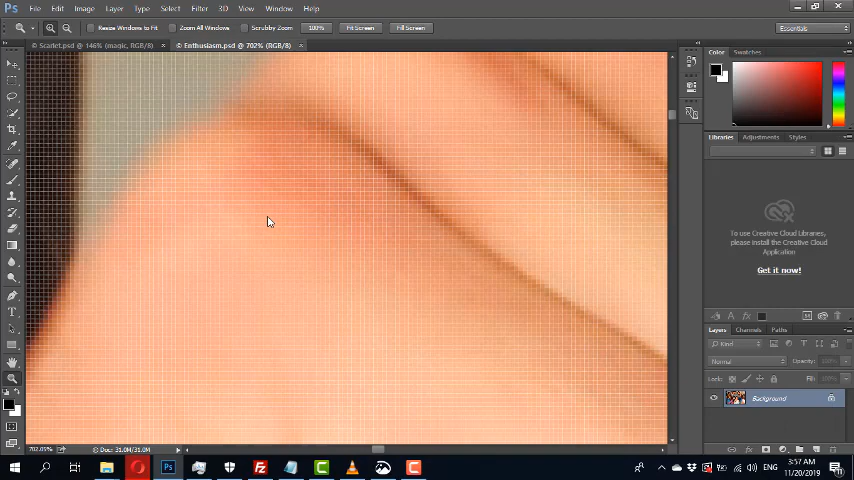 Ps File Edit Image Layer Type Select Filter 3D View Window Help
Resize Windows to Fit Zoom All Windows Scrubby Zoom 100% Fit Screen Fill Screen Essentials
Scarlet.psd @ 146% (magic, RGB/8) × Enthusiasm.psd @ 702% (RGB/8) ×
Color Swatches
Libraries Adjustments Styles
To use Creative Cloud Libraries,
please install the Creative Cloud
Application
Get it now!
Layers Channels Paths
Kind
Normal Opacity: 100%
Lock: Fill: 100%
Background
702.05% Doc: 31.0M/31.0M
Ps ENG 3:57 AM
11/20/2019